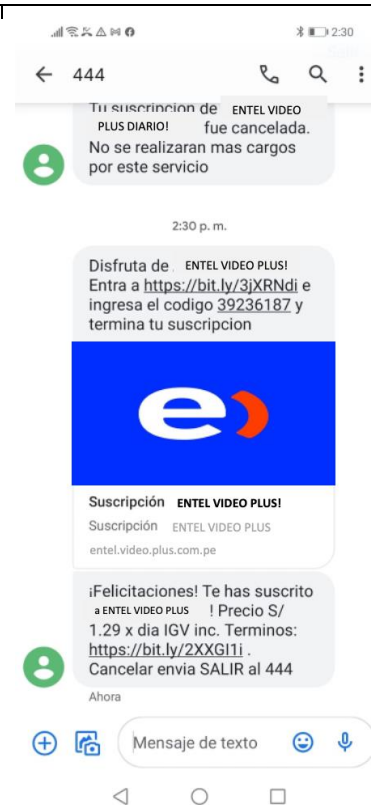 2:30
444
Tu suscripcion de ENTEL VIDEO
PLUS DIARIO! fue cancelada.
No se realizaran mas cargos
por este servicio
2:30 p. m.
Disfruta de ENTEL VIDEO PLUS!
Entra a https://bit.ly/3jXRNdi e
ingresa el codigo 39236187 y
termina tu suscripcion
e
Suscripción ENTEL VIDEO PLUS!
Suscripción ENTEL VIDEO PLUS
entel.video.plus.com.pe
¡Felicitaciones! Te has suscrito
a ENTEL VIDEO PLUS ! Precio S/
1.29 x dia IGV inc. Terminos:
https://bit.ly/2XXGI1i .
Cancelar envia SALIR al 444
Ahora
Mensaje de texto